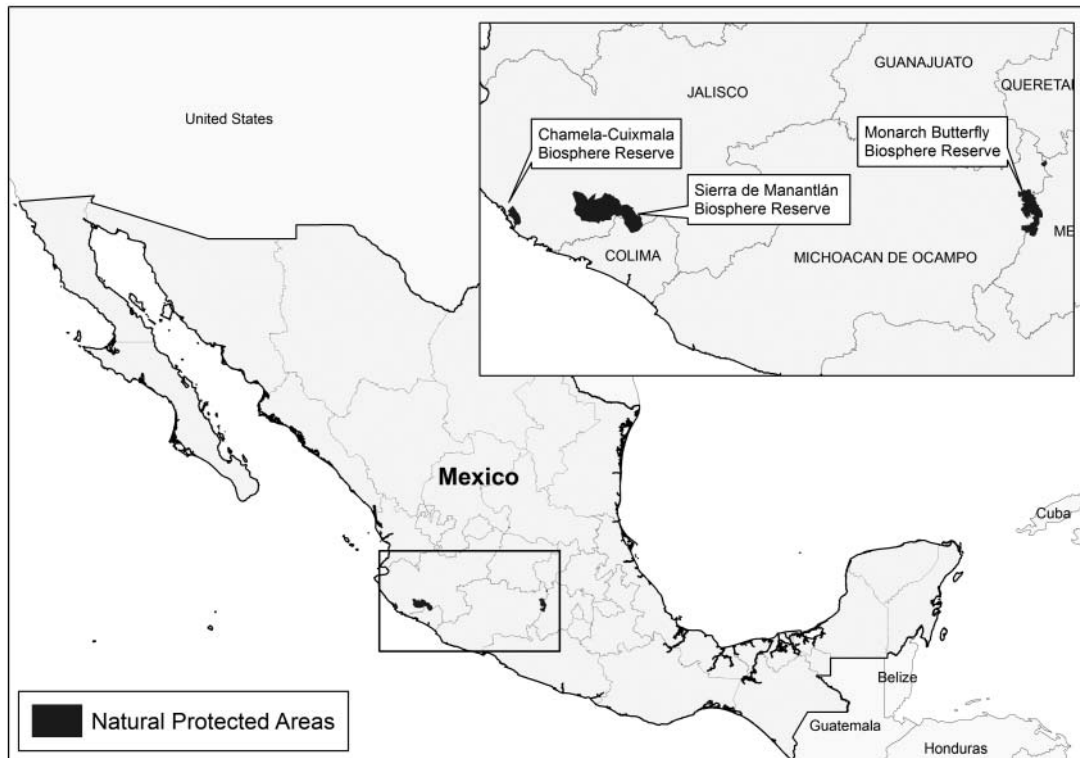 United States
GUANAJUATO
JALISCO
QUERETA
Chamela-Cuixmala
Biosphere Reserve
Monarch Butterfly
Biosphere Reserve
Sierra de Manantlán
Biosphere Reserve
COLIMA
MICHOACAN DE OCAMPO
ME
Mexico
Cuba
Belize
Guatemala
Honduras
Natural Protected Areas